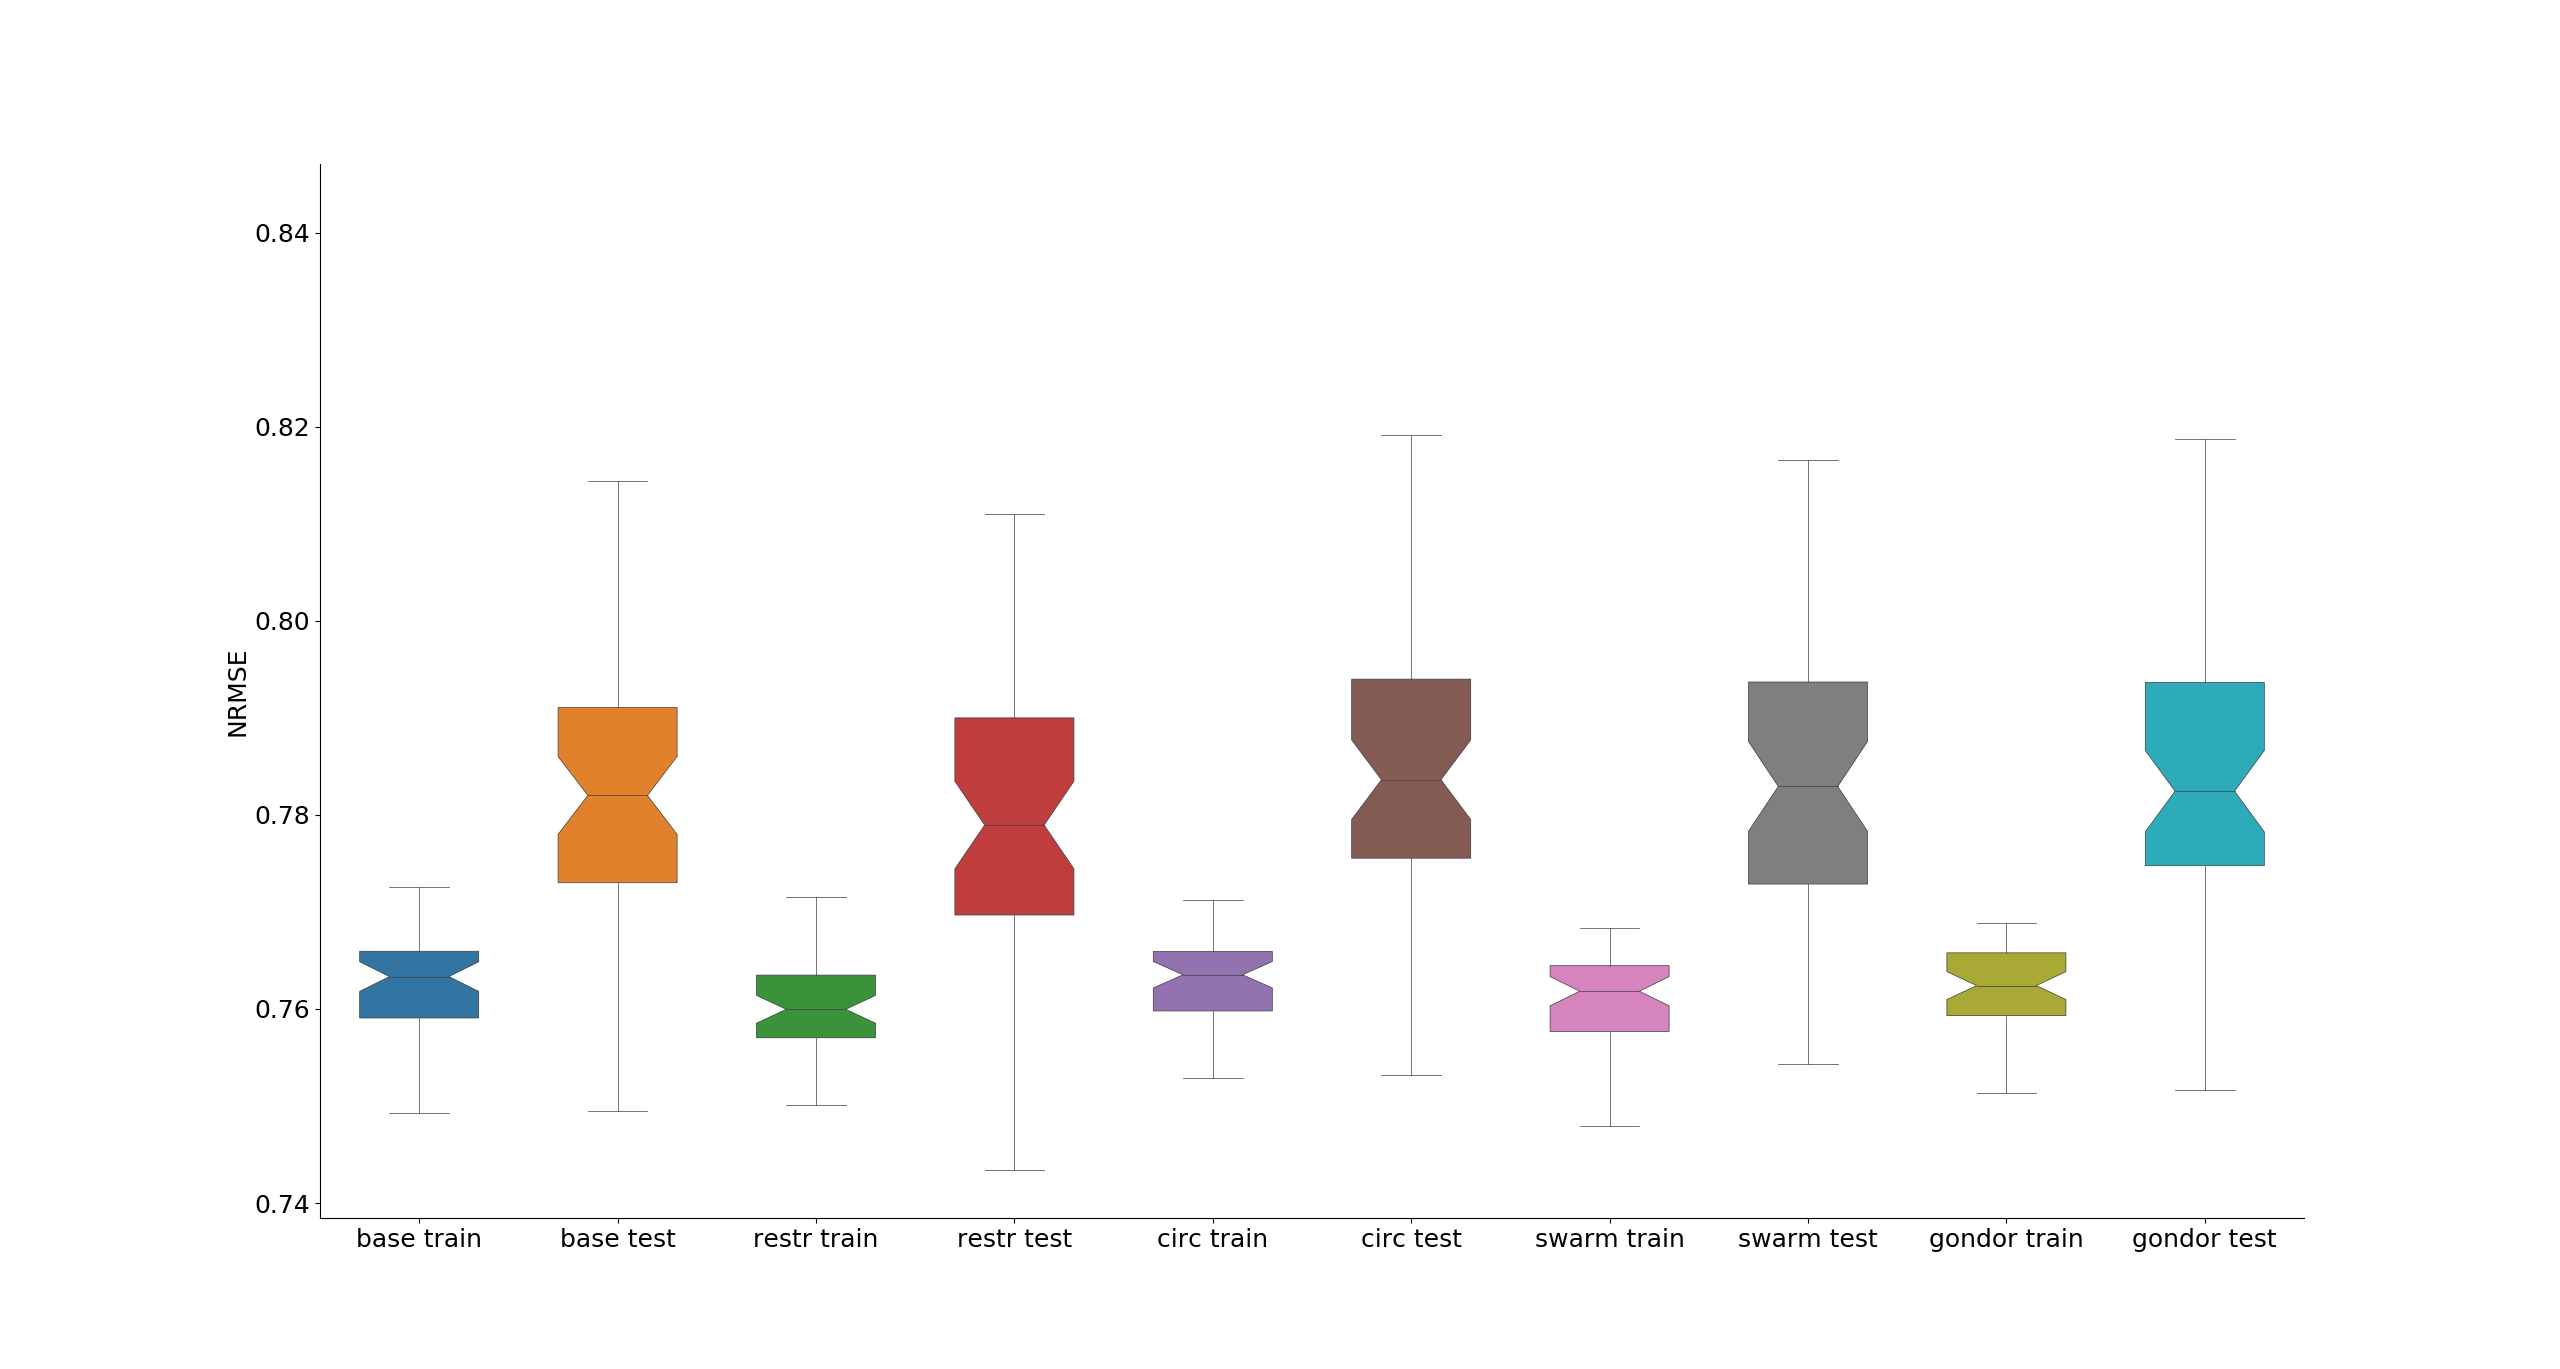 0.84
0.82
0.80
0.78
0.76
0.74
NRMSE
base train
base test
restr train
restr test
circ train
circ test
swarm train
swarm test
gondor train
gondor test